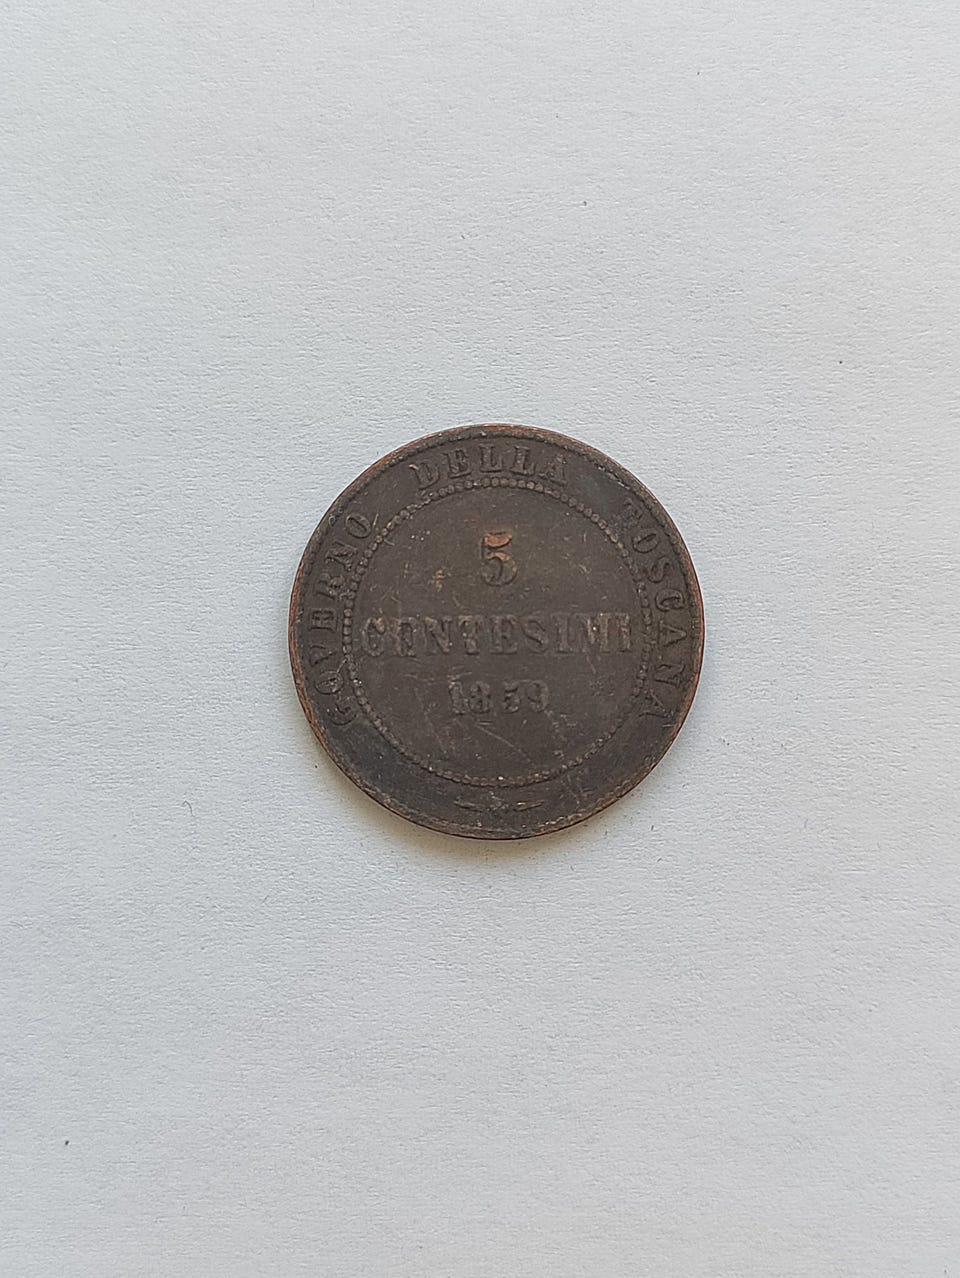 GOVERNO DELLA TOSCANA
5
CENTESIMI
1859